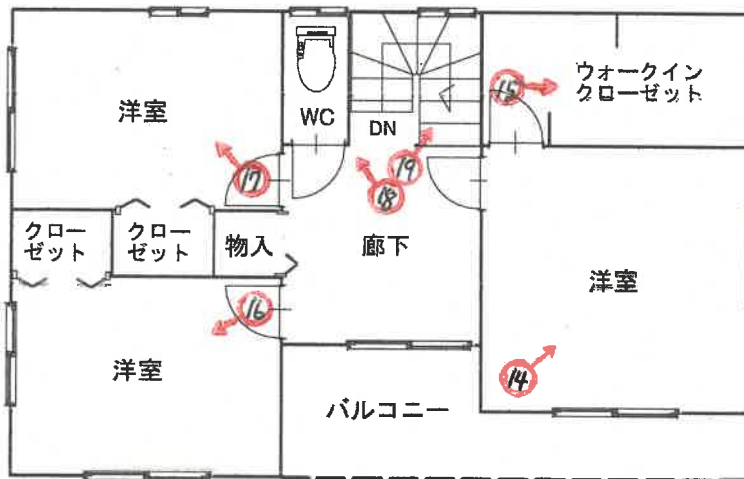 ウォークイン
クローゼット
15
洋室
WC
DN
19
17
18
クロー
ゼット
クロー
ゼット
物入
廊下
洋室
16
洋室
14
バルコニー